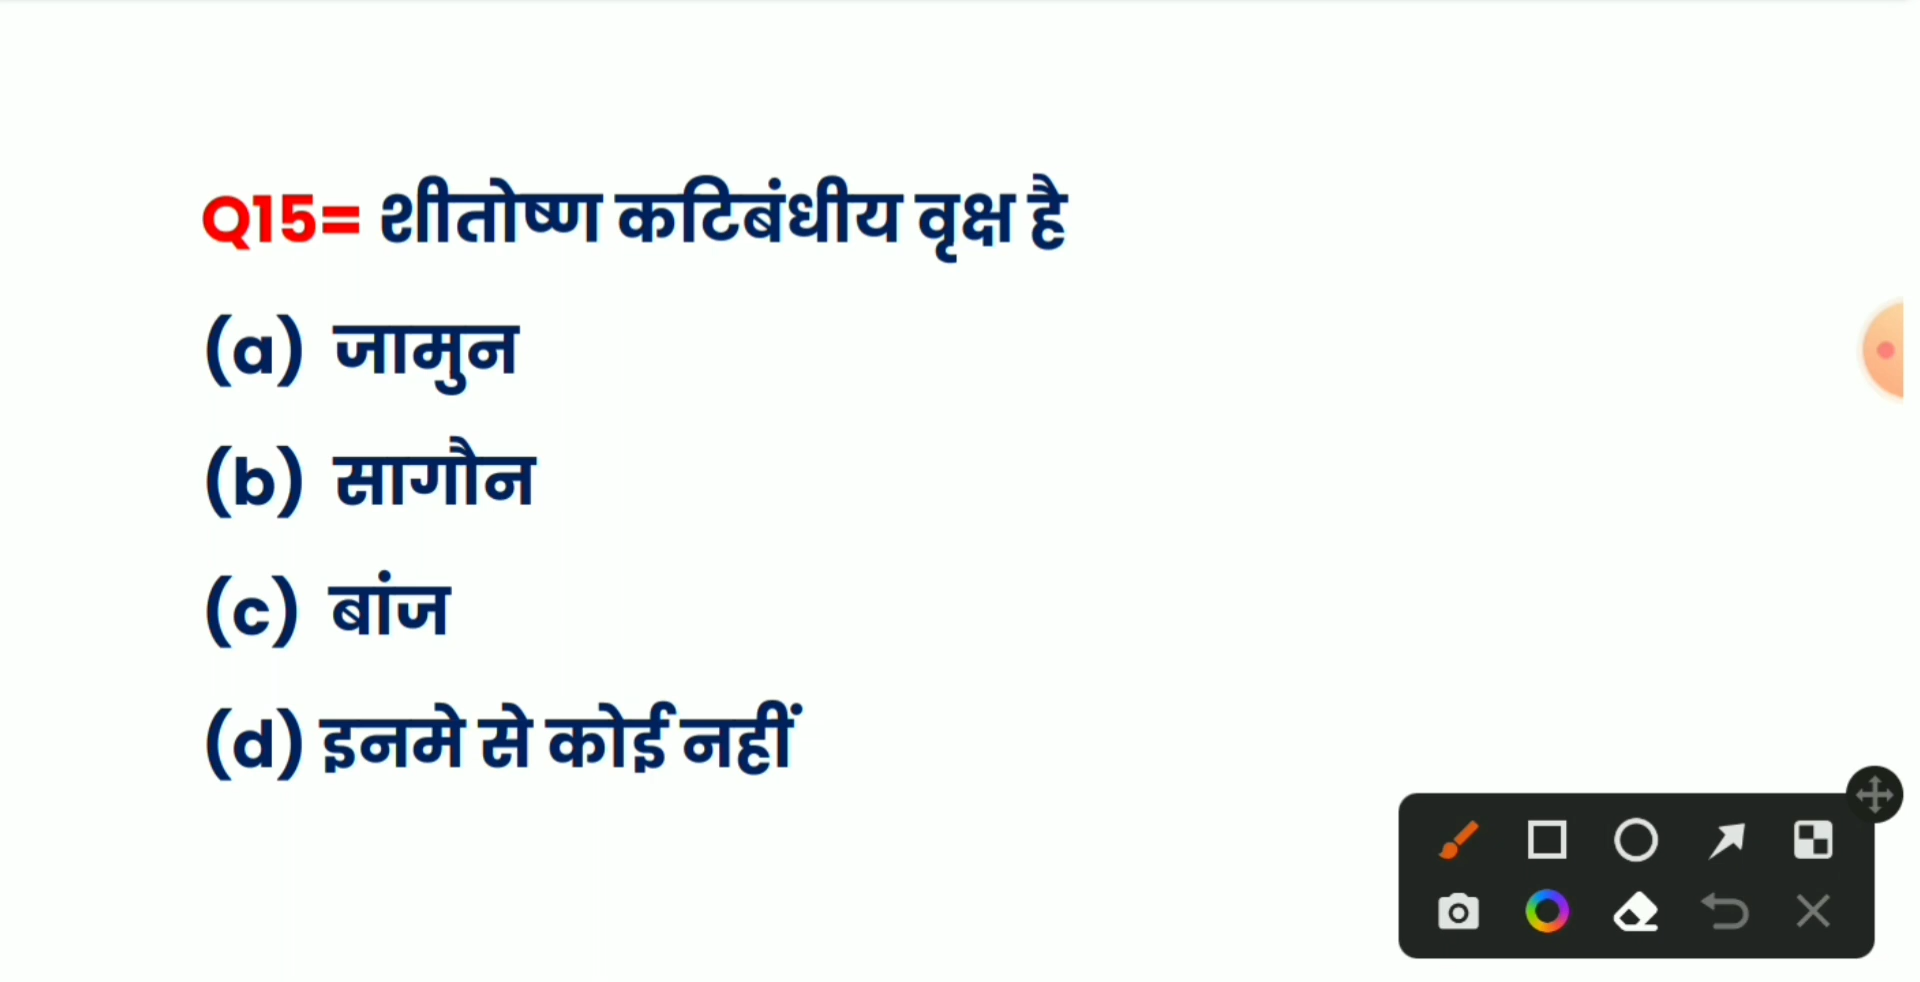 Q15= शीतोष्ण कटिबंधीय वृक्ष है
(a) जामुन
(b) सागौन
(c) बांज
(d) इनमे से कोई नहीं